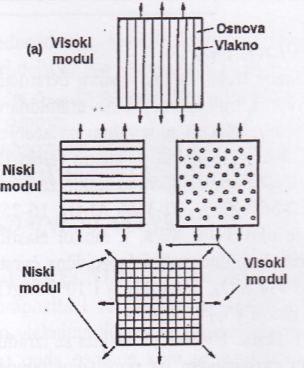 Osnova
(a) Visoki
modul
Vlakno
Niski
modul
Niski
modul
Visoki
modul